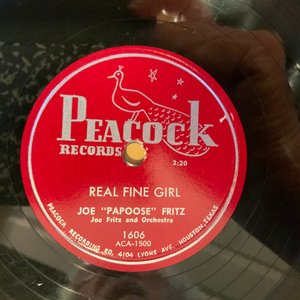 PEACOCK
RECORDS
2:20
REAL FINE GIRL
JOE "PAPOOSE" FRITZ
Joe Fritz and Orchestra
1606
ACA-1500
PEACOCK RECORDING CO. 4104 LYONS AVE. HOUSTON, TEXAS